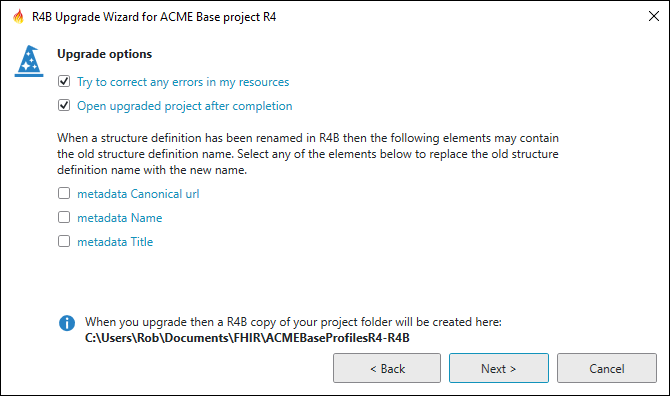 R4B Upgrade Wizard for ACME Base project R4
Upgrade options
Try to correct any errors in my resources
Open upgraded project after completion
When a structure definition has been renamed in R4B then the following elements may contain
the old structure definition name. Select any of the elements below to replace the old structure
definition name with the new name.
metadata Canonical url
metadata Name
metadata Title
When you upgrade then a R4B copy of your project folder will be created here:
C:\Users\Rob\Documents\FHIR\ACMEBaseProfilesR4-R4B
< Back
Next >
Cancel